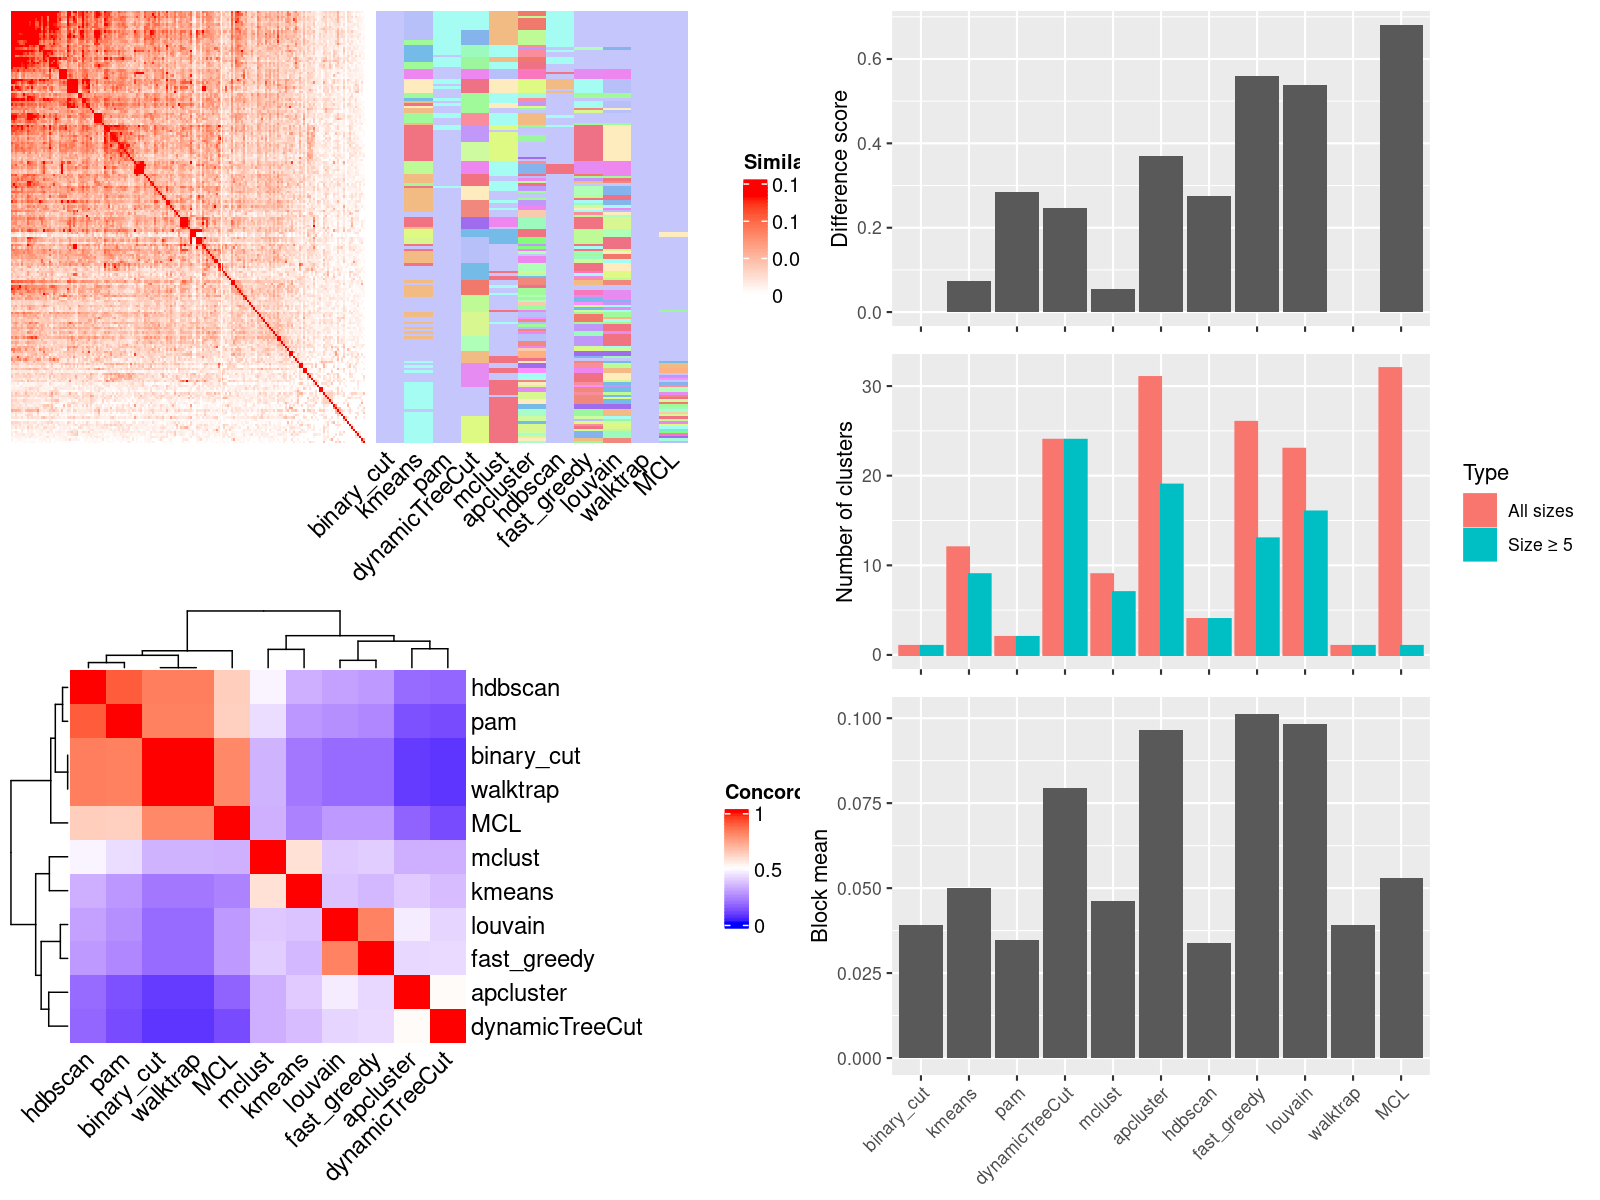 Simila
0.1
0.1
0.0
0
binary_cut
kmeans
pam
dynamicTreeCut
mclust
apcluster
hdbscan
fast_greedy
louvain
walktrap
MCL
hdbscan
pam
binary_cut
walktrap
MCL
mclust
kmeans
louvain
fast_greedy
apcluster
dynamicTreeCut
hdbscan
pam
binary_cut
walktrap
MCL
mclust
kmeans
louvain
fast_greedy
apcluster
dynamicTreeCut
Concord
1
0.5
0
Difference score
0.6
0.4
0.2
0.0
Number of clusters
30
20
10
0
Type
All sizes
Size ≥ 5
Block mean
0.100
0.075
0.050
0.025
0.000
binary_cut
kmeans
pam
dynamicTreeCut
mclust
apcluster
hdbscan
fast_greedy
louvain
walktrap
MCL